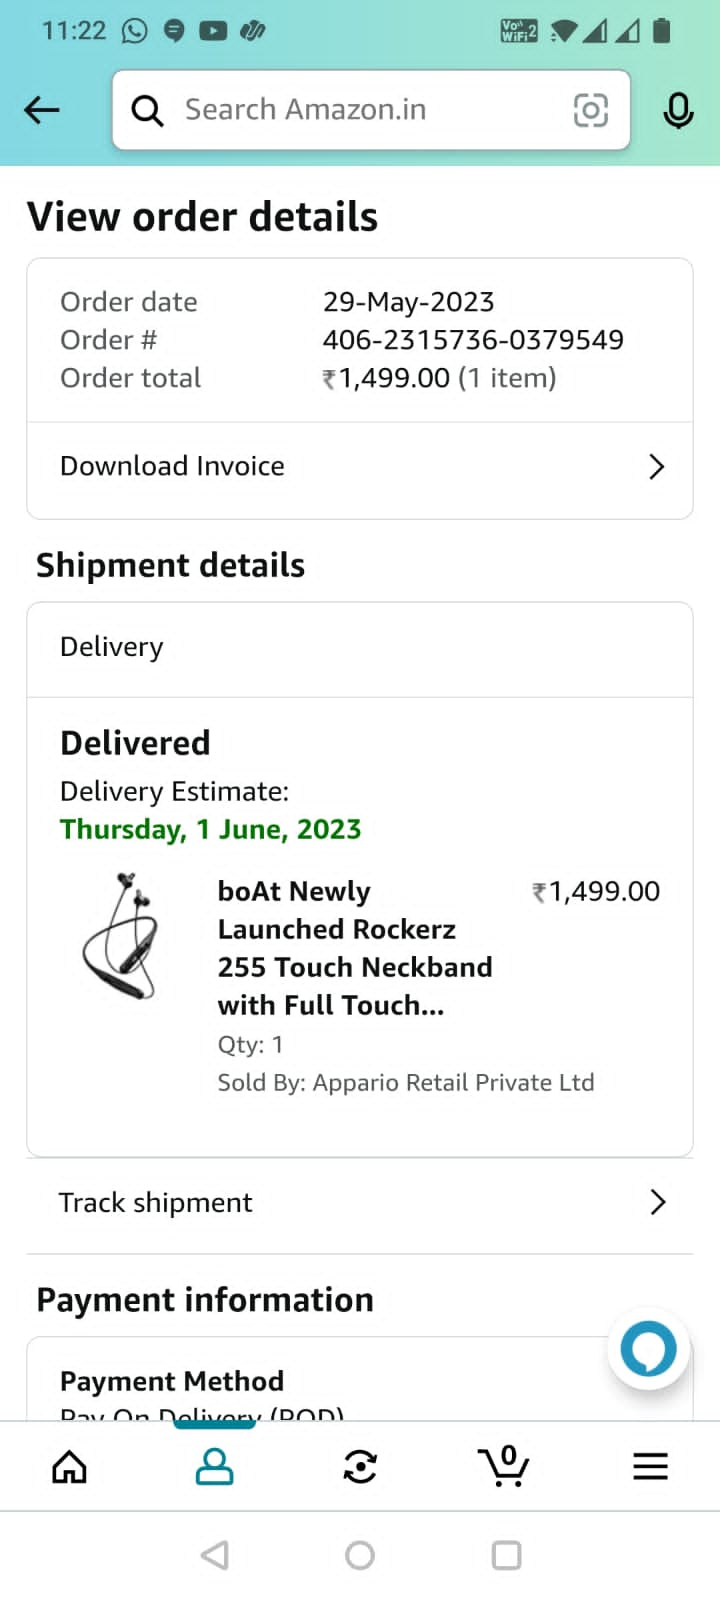 11:22
Vo))
WiFi 2
Search Amazon.in
View order details
Order date 29-May-2023
Order # 406-2315736-0379549
Order total ₹1,499.00 (1 item)
Download Invoice
Shipment details
Delivery
Delivered
Delivery Estimate:
Thursday, 1 June, 2023
boAt Newly ₹1,499.00
Launched Rockerz
255 Touch Neckband
with Full Touch...
Qty: 1
Sold By: Appario Retail Private Ltd
Track shipment
Payment information
Payment Method
Pay On Delivery (POD)
0